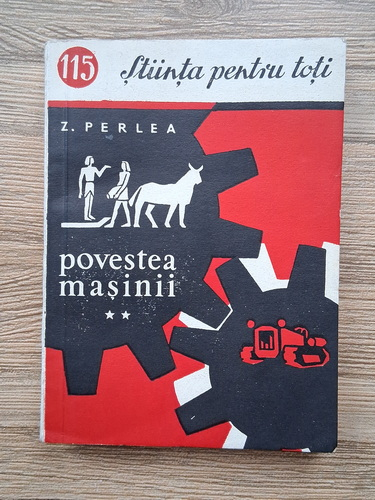 115 Știința pentru toți
Z. PERLEA
povestea
mașinii
★★